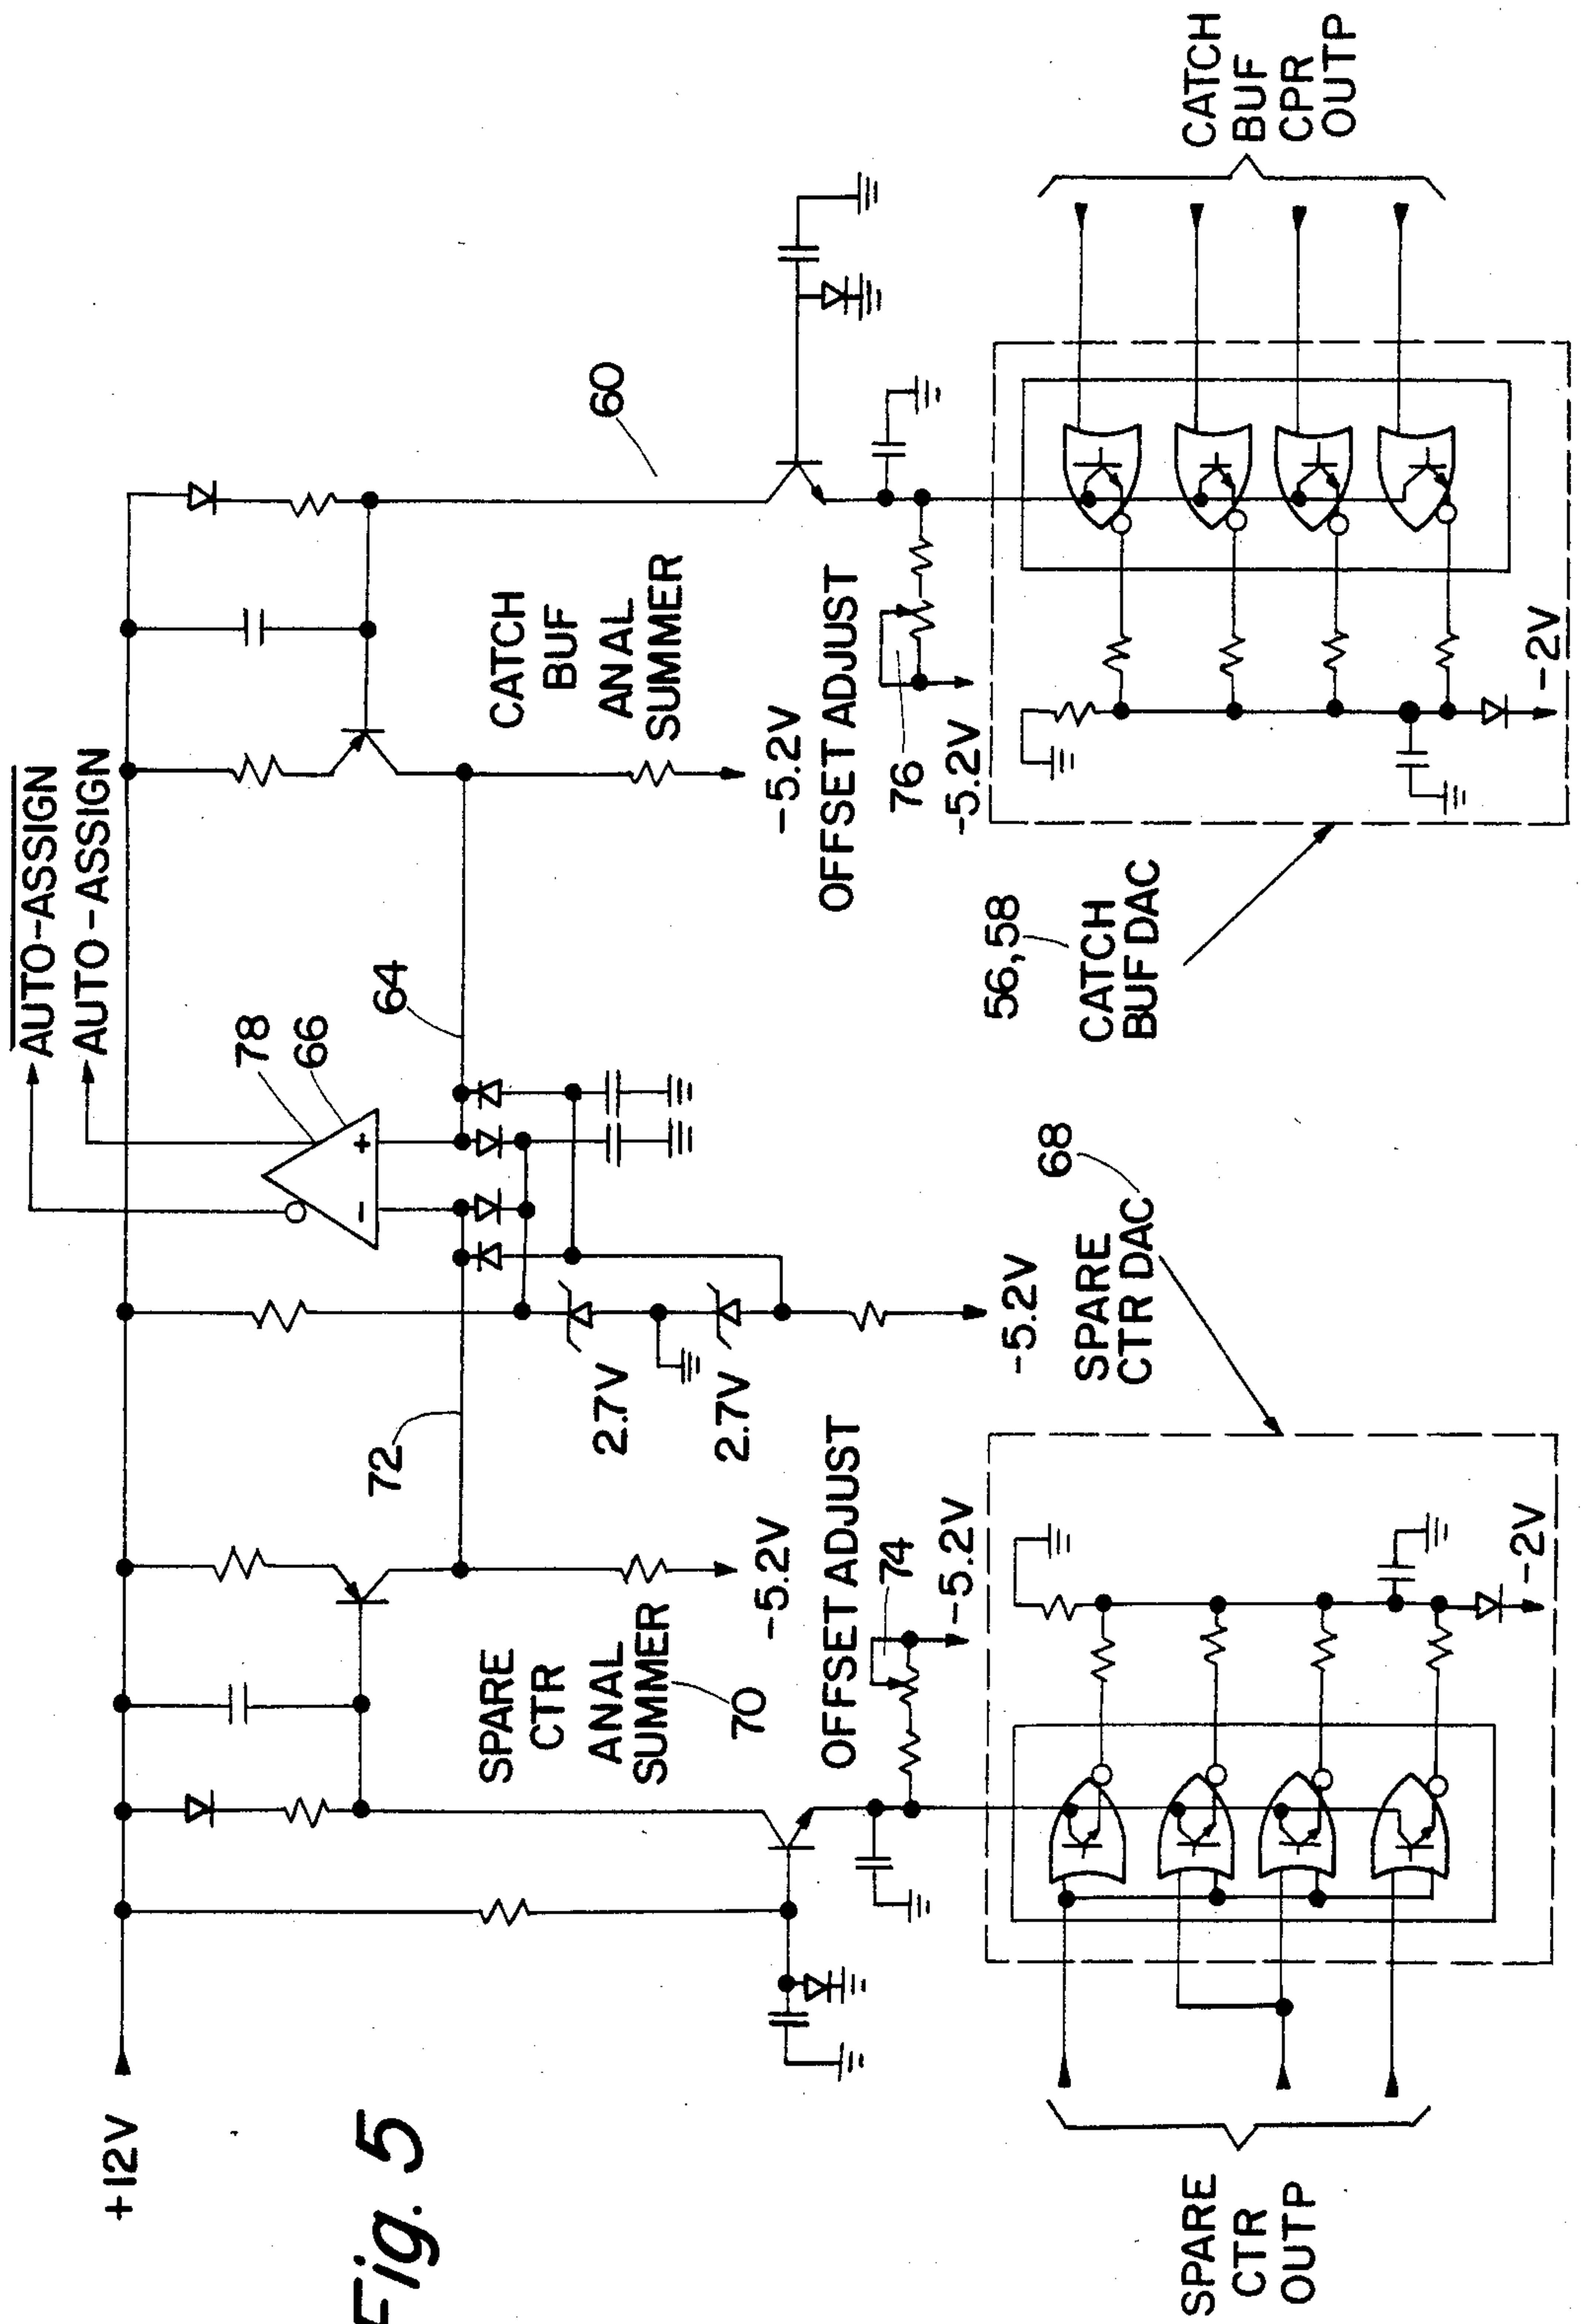 AUTO-ASSIGN
AUTO-ASSIGN
+12V
78
66
64
72
60
SPARE
CTR
ANAL
SUMMER
70
CATCH
BUF
ANAL
SUMMER
2.7V
2.7V
-5.2V
-5.2V
-5.2V
OFFSET ADJUST
74
-5.2V
OFFSET ADJUST
76
-5.2V
SPARE
CTR DAC
68
56,58
CATCH
BUF DAC
+
-
-2V
-2V
SPARE
CTR
OUTP
CATCH
BUF
CPR
OUTP
Fig. 5